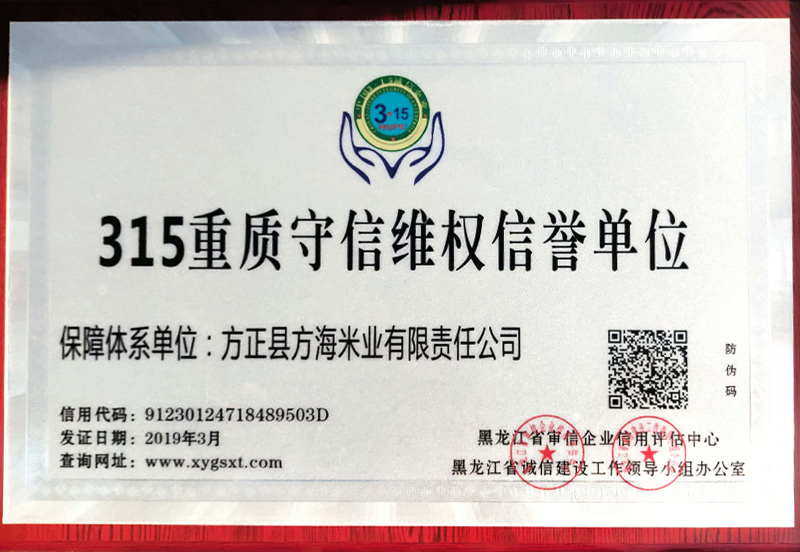 3·15
315重质守信维权信誉单位
保障体系单位：方正县方海米业有限责任公司
防伪码
信用代码：91230124718489503D
发证日期：2019年3月
查询网址：www.xygsxt.com
黑龙江省审信企业信用评估中心
黑龙江省诚信建设工作领导小组办公室